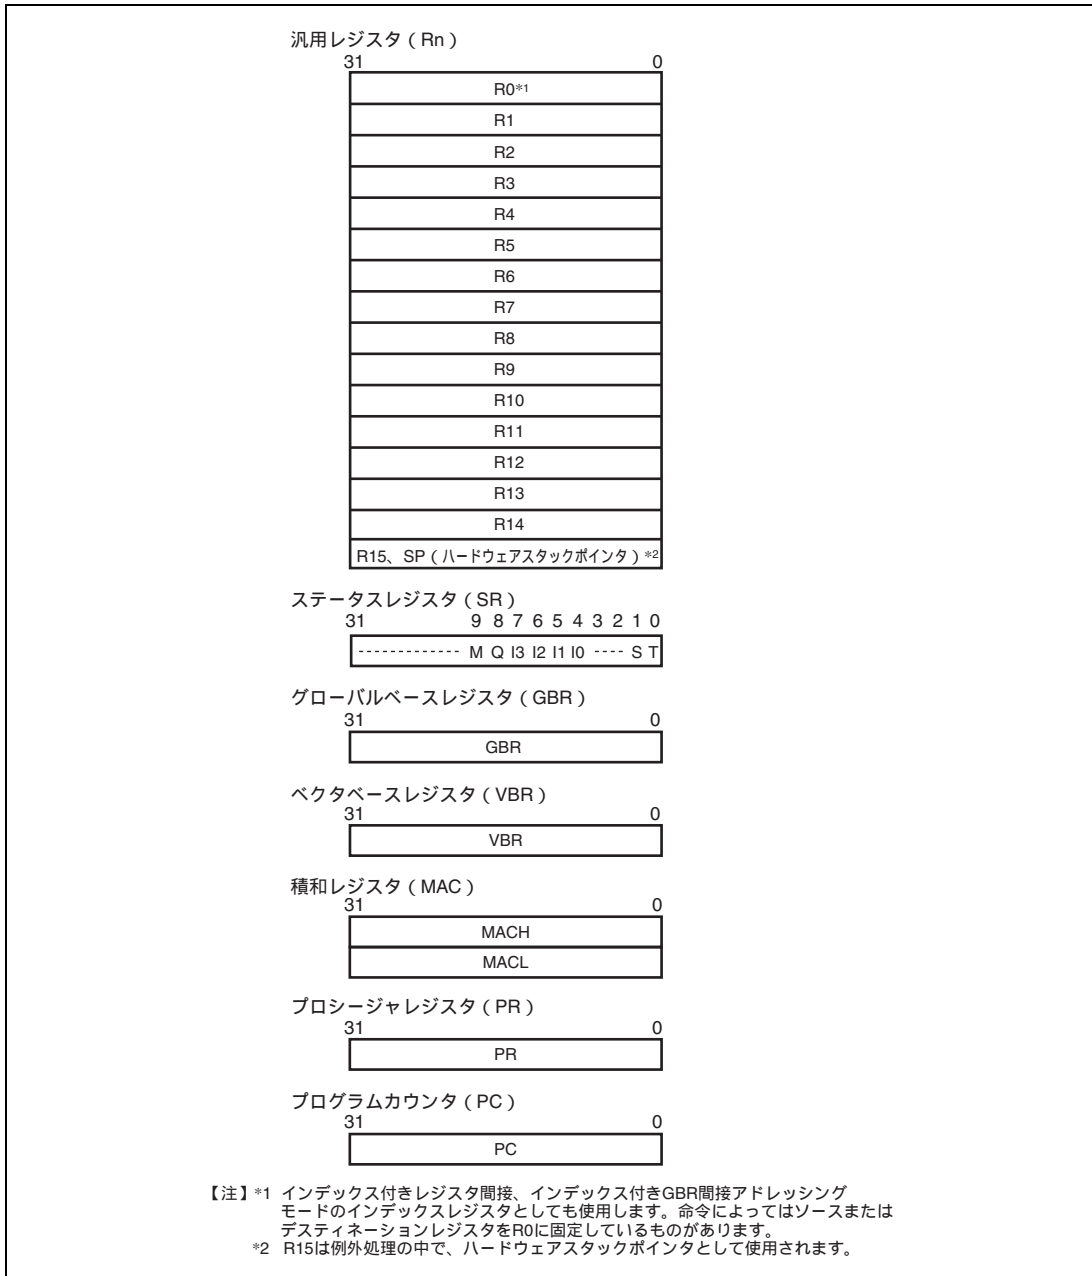 汎用レジスタ（Rn）
31 0
R0*1
R1
R2
R3
R4
R5
R6
R7
R8
R9
R10
R11
R12
R13
R14
R15、SP（ハードウェアスタックポインタ）*2
ステータスレジスタ（SR）
31 9 8 7 6 5 4 3 2 1 0
------------- M Q I3 I2 I1 I0 ---- S T
グローバルベースレジスタ（GBR）
31 0
GBR
ベクタベースレジスタ（VBR）
31 0
VBR
積和レジスタ（MAC）
31 0
MACH
MACL
プロシージャレジスタ（PR）
31 0
PR
プログラムカウンタ（PC）
31 0
PC
【注】*1 インデックス付きレジスタ間接、インデックス付きGBR間接アドレッシング
モードのインデックスレジスタとしても使用します。命令によってはソースまたは
デスティネーションレジスタをR0に固定しているものがあります。
*2 R15は例外処理の中で、ハードウェアスタックポインタとして使用されます。